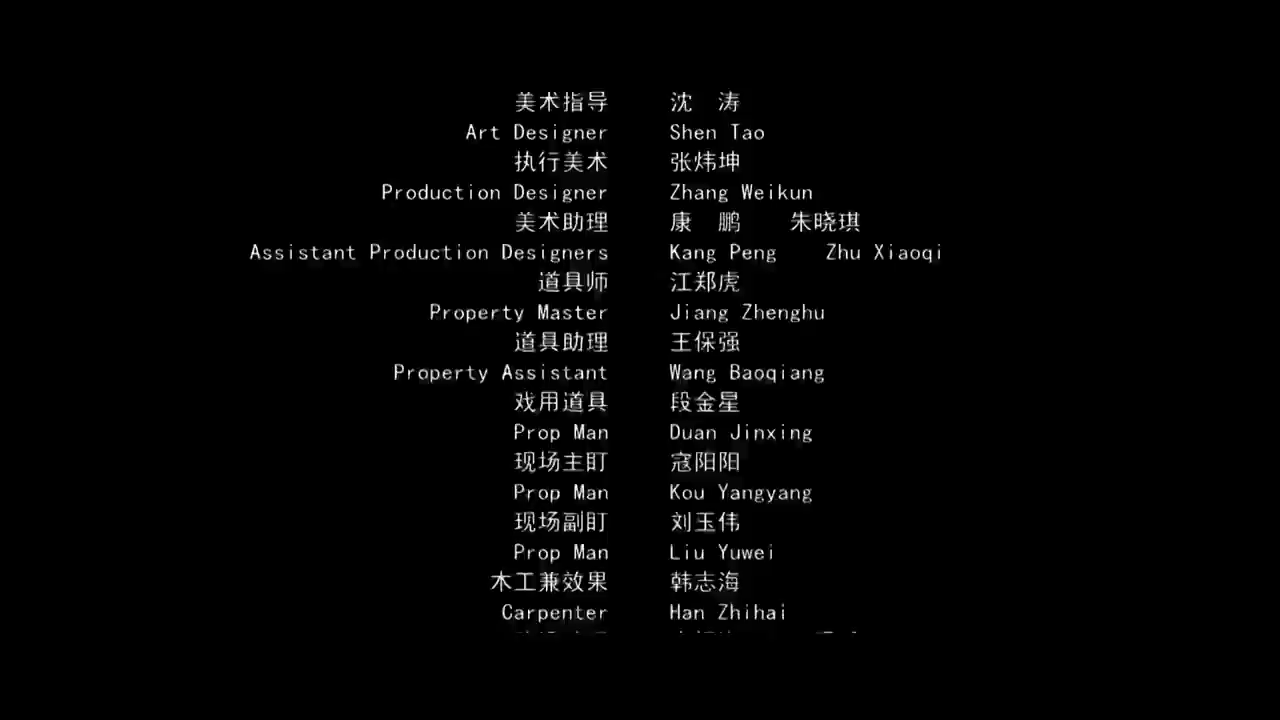 美术指导 沈 涛
Art Designer Shen Tao
执行美术 张炜坤
Production Designer Zhang Weikun
美术助理 康 鹏 朱晓琪
Assistant Production Designers Kang Peng Zhu Xiaoqi
道具师 江郑虎
Property Master Jiang Zhenghu
道具助理 王保强
Property Assistant Wang Baoqiang
戏用道具 段金星
Prop Man Duan Jinxing
现场主盯 寇阳阳
Prop Man Kou Yangyang
现场副盯 刘玉伟
Prop Man Liu Yuwei
木工兼效果 韩志海
Carpenter Han Zhihai